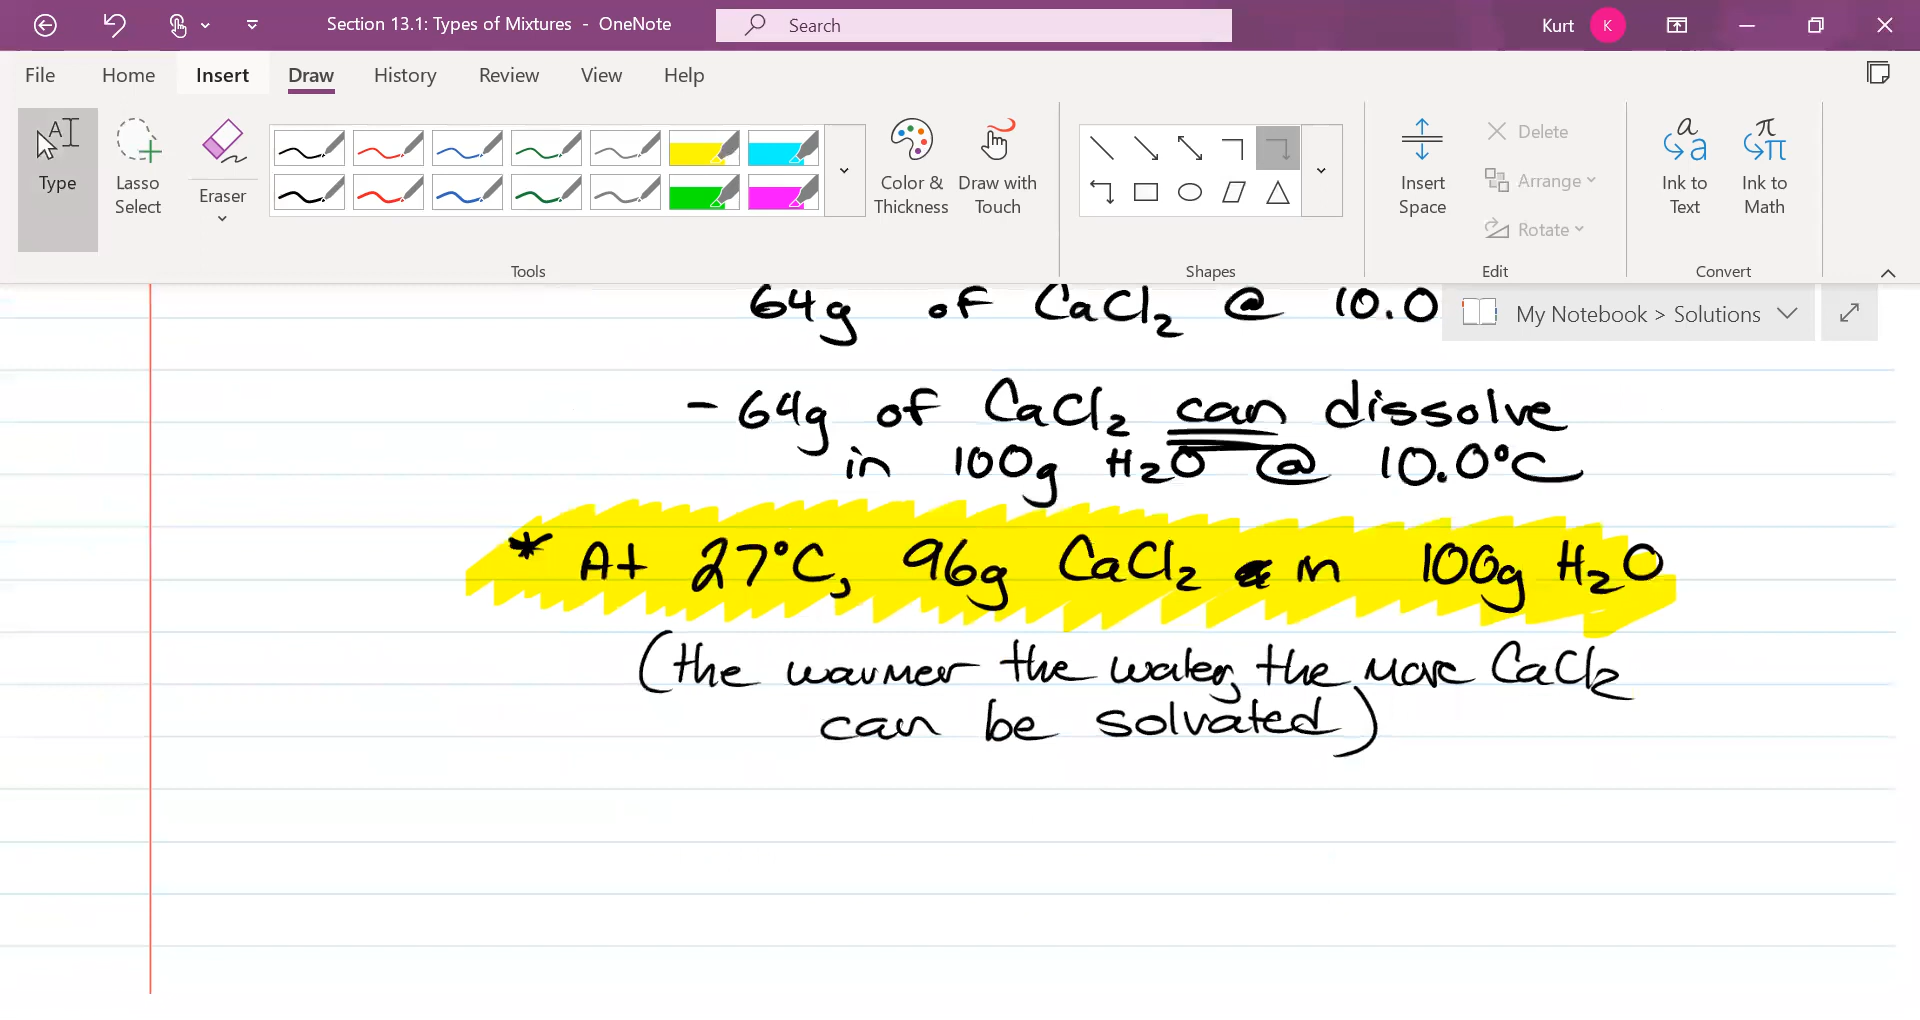 Section 13.1: Types of Mixtures - OneNote
Search
Kurt K
File Home Insert Draw History Review View Help
Type
Lasso Select
Eraser
Color & Thickness
Draw with Touch
Insert Space
Delete
Arrange
Rotate
Ink to Text
Ink to Math
Tools Shapes Edit Convert
My Notebook > Solutions
64g of CaCl₂ @ 10.0
- 64g of CaCl₂ can dissolve
in 100g H₂O @ 10.0°C
* At 27°C, 96g CaCl₂ in 100g H₂O
(the warmer the water, the more CaCl₂
can be solvated)